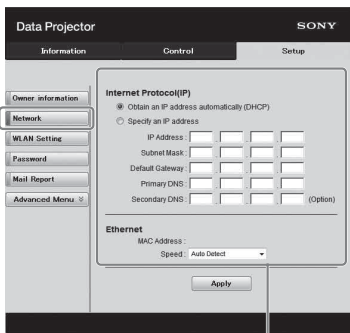 Data Projector
SONY
Information
Control
Setup
Owner information
Network
WLAN Setting
Password
Mail Report
Advanced Menu
Internet Protocol(IP)
Obtain an IP address automatically (DHCP)
Specify an IP address
IP Address :
Subnet Mask :
Default Gateway :
Primary DNS :
Secondary DNS : (Option)
Ethernet
MAC Address :
Speed : Auto Detect
Apply